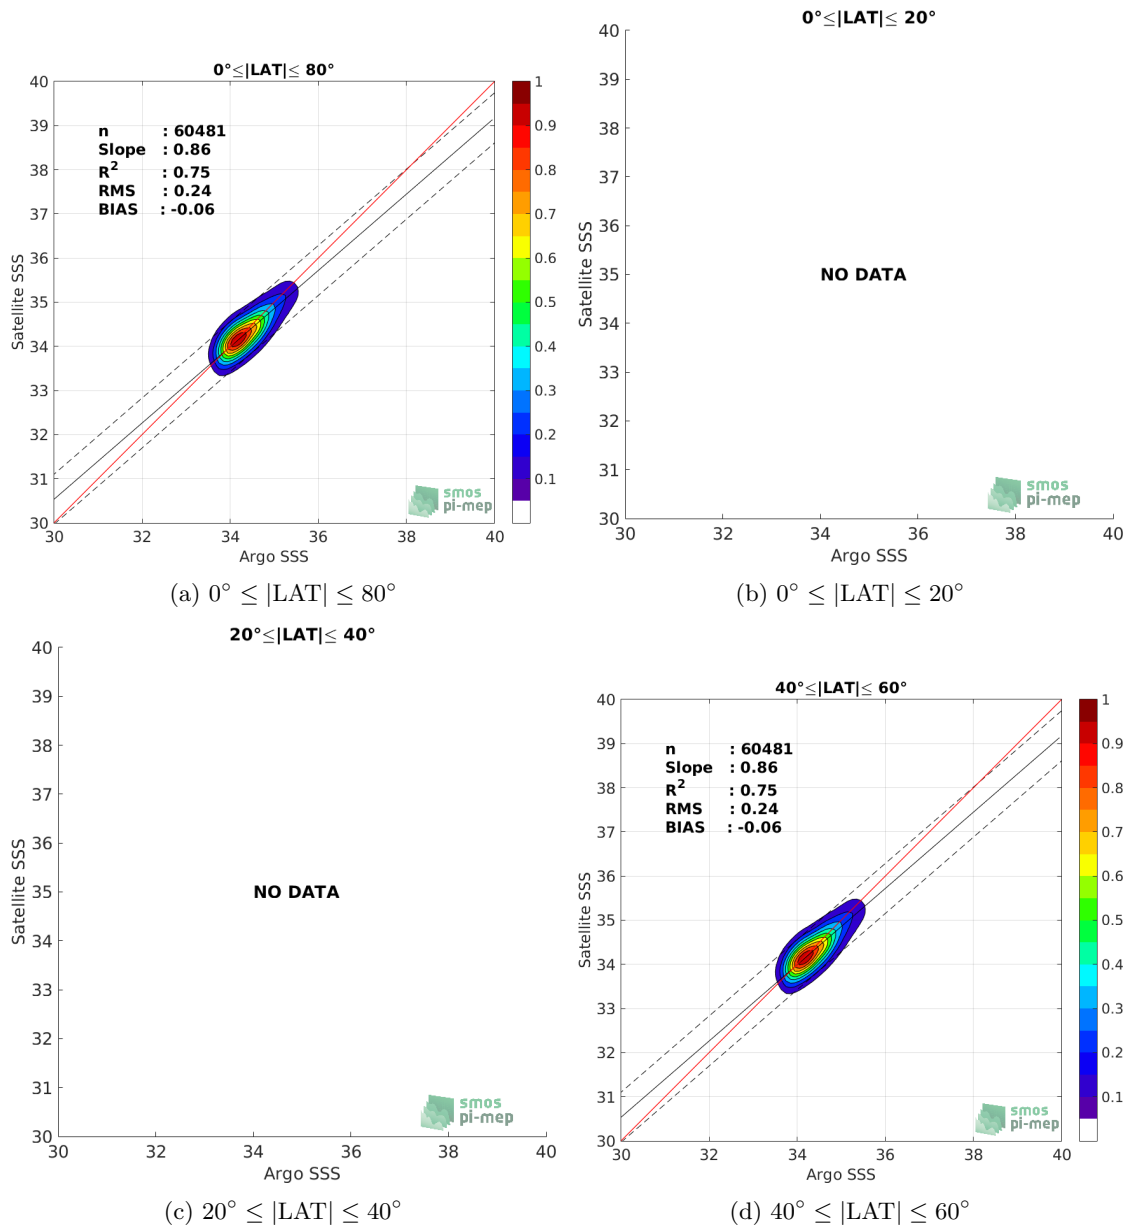 0°≤|LAT|≤ 80°
40
39
38
37
36
35
34
33
32
31
30
Satellite SSS
n : 60481
Slope : 0.86
R² : 0.75
RMS : 0.24
BIAS : -0.06
smos
pi-mep
30 32 34 36 38 40
Argo SSS
1
0.9
0.8
0.7
0.6
0.5
0.4
0.3
0.2
0.1
(a) 0° ≤ |LAT| ≤ 80°
0°≤|LAT|≤ 20°
40
39
38
37
36
35
34
33
32
31
30
Satellite SSS
NO DATA
smos
pi-mep
30 32 34 36 38 40
Argo SSS
(b) 0° ≤ |LAT| ≤ 20°
20°≤|LAT|≤ 40°
40
39
38
37
36
35
34
33
32
31
30
Satellite SSS
NO DATA
smos
pi-mep
30 32 34 36 38 40
Argo SSS
(c) 20° ≤ |LAT| ≤ 40°
40°≤|LAT|≤ 60°
40
39
38
37
36
35
34
33
32
31
30
Satellite SSS
n : 60481
Slope : 0.86
R² : 0.75
RMS : 0.24
BIAS : -0.06
smos
pi-mep
30 32 34 36 38 40
Argo SSS
1
0.9
0.8
0.7
0.6
0.5
0.4
0.3
0.2
0.1
(d) 40° ≤ |LAT| ≤ 60°